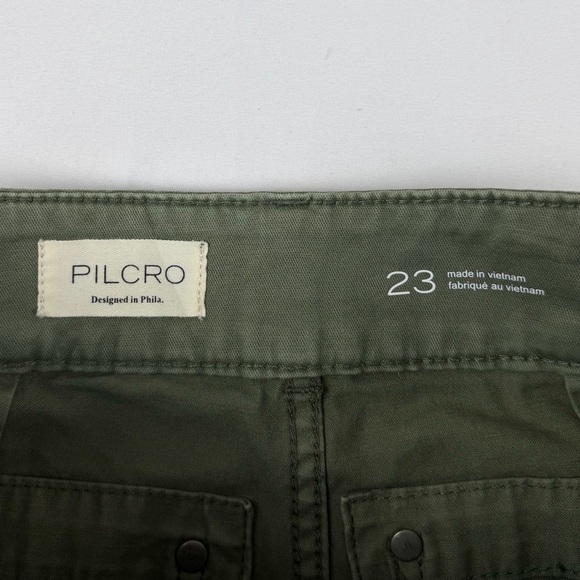 PILCRO
Designed in Phila.
23
made in vietnam
fabriqué au vietnam